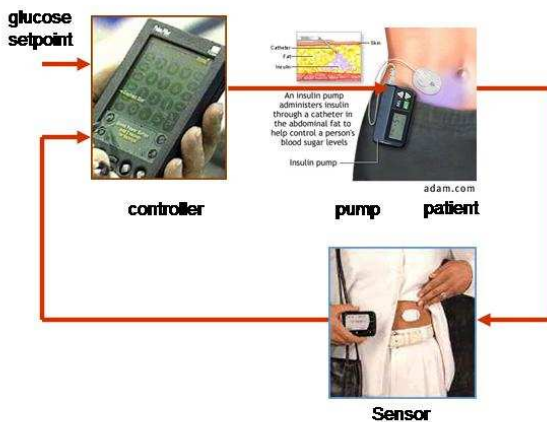 glucose
setpoint
Catheter
Skin
Fat
Insulin
An insulin pump
administers insulin
through a catheter in
the abdominal fat to
help control a person's
blood sugar levels
Insulin pump
adam.com
controller
pump
patient
Sensor